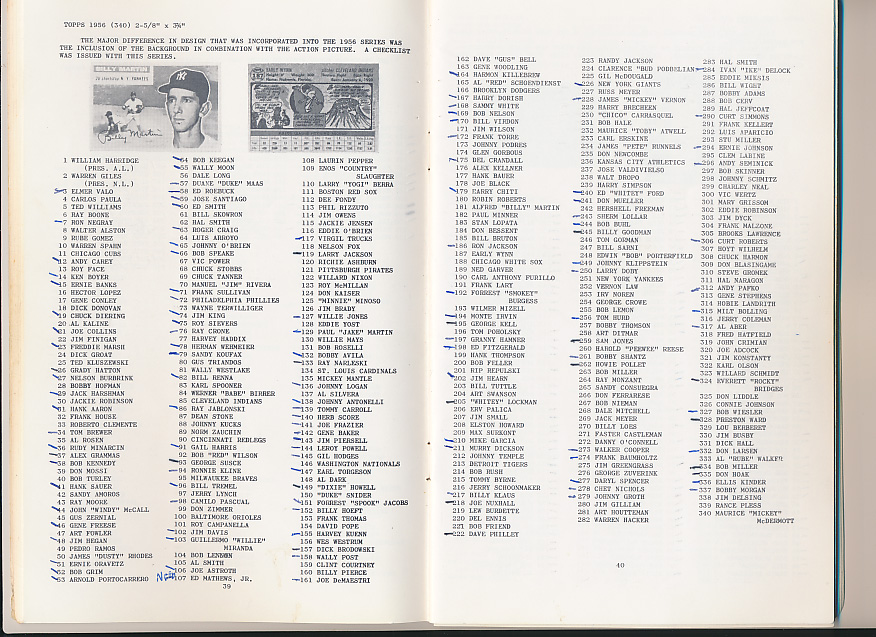 TOPPS 1956 (340) 2-5/8" x 3¾"
THE MAJOR DIFFERENCE IN DESIGN THAT WAS INCORPORATED INTO THE 1956 SERIES WAS
THE INCLUSION OF THE BACKGROUND IN COMBINATION WITH THE ACTION PICTURE. A CHECKLIST
WAS ISSUED WITH THIS SERIES.
BILLY MARTIN
Billy Martin
187 EARLY WYNN
1 WILLIAM HARRIDGE
(PRES. A.L.)
2 WARREN GILES
(PRES. N.L.)
3 ELMER VALO
4 CARLOS PAULA
5 TED WILLIAMS
6 RAY BOONE
7 RON NEGRAY
8 WALTER ALSTON
9 RUBE GOMEZ
10 WARREN SPAHN
11 CHICAGO CUBS
12 ANDY CAREY
13 ROY FACE
14 KEN BOYER
15 ERNIE BANKS
16 HECTOR LOPEZ
17 GENE CONLEY
18 DICK DONOVAN
19 CHUCK DIERING
20 AL KALINE
21 JOE COLLINS
22 JIM FINIGAN
23 FREDDIE MARSH
24 DICK GROAT
25 TED KLUSZEWSKI
26 GRADY HATTON
27 NELSON BURBRINK
28 BOBBY HOFMAN
29 JACK HARSHMAN
30 JACKIE ROBINSON
31 HANK AARON
32 FRANK HOUSE
33 ROBERTO CLEMENTE
34 TOM BREWER
35 AL ROSEN
36 RUDY MINARCIN
37 ALEX GRAMMAS
38 BOB KENNEDY
39 DON MOSSI
40 BOB TURLEY
41 HANK SAUER
42 SANDY AMOROS
43 RAY MOORE
44 JOHN "WINDY" McCALL
45 GUS ZERNIAL
46 GENE FREESE
47 ART FOWLER
48 JIM HEGAN
49 PEDRO RAMOS
50 JAMES "DUSTY" RHODES
51 ERNIE ORAVETZ
52 BOB GRIM
53 ARNOLD PORTOCARRERO
54 BOB KEEGAN
55 WALLY MOON
56 DALE LONG
57 DUANE "DUKE" MAAS
58 ED ROEBUCK
59 JOSE SANTIAGO
60 ED SMITH
61 BILL SKOWRON
62 HAL SMITH
63 ROGER CRAIG
64 LUIS ARROYO
65 JOHNNY O'BRIEN
66 BOB SPEAKE
67 VIC POWER
68 CHUCK STOBBS
69 CHUCK TANNER
70 MANUEL "JIM" RIVERA
71 FRANK SULLIVAN
72 PHILADELPHIA PHILLIES
73 WAYNE TERWILLIGER
74 JIM KING
75 ROY SIEVERS
76 RAY CRONE
77 HARVEY HADDIX
78 HERMAN WEHMEIER
79 SANDY KOUFAX
80 GUS TRIANDOS
81 WALLY WESTLAKE
82 BILL RENNA
83 KARL SPOONER
84 WERNER "BABE" BIRRER
85 CLEVELAND INDIANS
86 RAY JABLONSKI
87 DEAN STONE
88 JOHNNY KUCKS
89 NORM ZAUCHIN
90 CINCINNATI REDLEGS
91 GAIL HARRIS
92 BOB "RED" WILSON
93 GEORGE SUSCE
94 RONNIE KLINE
95 MILWAUKEE BRAVES
96 BILL TREMEL
97 JERRY LYNCH
98 CAMILO PASCUAL
99 DON ZIMMER
100 BALTIMORE ORIOLES
101 ROY CAMPANELLA
102 JIM DAVIS
103 GUILLERMO "WILLIE"
MIRANDA
104 BOB LENNON
105 AL SMITH
106 JOE ASTROTH
107 ED MATHEWS, JR.
108 LAURIN PEPPER
109 ENOS "COUNTRY"
SLAUGHTER
110 LARRY "YOGI" BERRA
111 BOSTON RED SOX
112 DEE FONDY
113 PHIL RIZZUTO
114 JIM OWENS
115 JACKIE JENSEN
116 EDDIE O'BRIEN
117 VIRGIL TRUCKS
118 NELSON FOX
119 LARRY JACKSON
120 RICHIE ASHBURN
121 PITTSBURGH PIRATES
122 WILLARD NIXON
123 ROY McMILLAN
124 DON KAISER
125 "MINNIE" MINOSO
126 JIM BRADY
127 WILLIE JONES
128 EDDIE YOST
129 PAUL "JAKE" MARTIN
130 WILLIE MAYS
131 BOB ROSELLI
132 BOBBY AVILA
133 RAY NARLESKI
134 ST. LOUIS CARDINALS
135 MICKEY MANTLE
136 JOHNNY LOGAN
137 AL SILVERA
138 JOHNNY ANTONELLI
139 TOMMY CARROLL
140 HERB SCORE
141 JOE FRAZIER
142 GENE BAKER
143 JIM PIERSELL
144 LEROY POWELL
145 GIL HODGES
146 WASHINGTON NATIONALS
147 EARL TORGESON
148 AL DARK
149 "DIXIE" HOWELL
150 "DUKE" SNIDER
151 FORREST "SPOOK" JACOBS
152 BILLY HOEFT
153 FRANK THOMAS
154 DAVID POPE
155 HARVEY KUENN
156 WES WESTRUM
157 DICK BRODOWSKI
158 WALLY POST
159 CLINT COURTNEY
160 BILLY PIERCE
161 JOE DeMAESTRI
39
162 DAVE "GUS" BELL
163 GENE WOODLING
164 HARMON KILLEBREW
165 AL "RED" SCHOENDIENST
166 BROOKLYN DODGERS
167 HARRY DORISH
168 SAMMY WHITE
169 BOB NELSON
170 BILL VIRDON
171 JIM WILSON
172 FRANK TORRE
173 JOHNNY PODRES
174 GLEN GORBOUS
175 DEL CRANDALL
176 ALEX KELLNER
177 HANK BAUER
178 JOE BLACK
179 HARRY CHITI
180 ROBIN ROBERTS
181 ALFRED "BILLY" MARTIN
182 PAUL MINNER
183 STAN LOPATA
184 DON BESSENT
185 BILL BRUTON
186 RON JACKSON
187 EARLY WYNN
188 CHICAGO WHITE SOX
189 NED GARVER
190 CARL ANTHONY FURILLO
191 FRANK LARY
192 FORREST "SMOKEY"
BURGESS
193 WILMER MIZELL
194 MONTE IRVIN
195 GEORGE KELL
196 TOM POHOLSKY
197 GRANNY HAMNER
198 ED FITZGERALD
199 HANK THOMPSON
200 BOB FELLER
201 RIP REPULSKI
202 JIM HEARN
203 BILL TUTTLE
204 ART SWANSON
205 "WHITEY" LOCKMAN
206 ERV PALICA
207 JIM SMALL
208 ELSTON HOWARD
209 MAX SURKONT
210 MIKE GARCIA
211 MURRY DICKSON
212 JOHNNY TEMPLE
213 DETROIT TIGERS
214 BOB RUSH
215 TOMMY BYRNE
216 JERRY SCHOONMAKER
217 BILLY KLAUS
218 JOE NUXHALL
219 LEW BURDETTE
220 DEL ENNIS
221 BOB FRIEND
222 DAVE PHILLEY
223 RANDY JACKSON
224 CLARENCE "BUD PODBELIAN
225 GIL McDOUGALD
226 NEW YORK GIANTS
227 RUSS MEYER
228 JAMES "MICKEY" VERNON
229 HARRY BRECHEEN
230 "CHICO" CARRASQUEL
231 BOB HALE
232 MAURICE "TOBY" ATWELL
233 CARL ERSKINE
234 JAMES "PETE" RUNNELS
235 DON NEWCOMBE
236 KANSAS CITY ATHLETICS
237 JOSE VALDIVIELSO
238 WALT DROPO
239 HARRY SIMPSON
240 ED "WHITEY" FORD
241 DON MUELLER
242 HERSHELL FREEMAN
243 SHERM LOLLAR
244 BOB BUHL
245 BILLY GOODMAN
246 TOM GORMAN
247 BILL SARNI
248 EDWIN "BOB" PORTERFIELD
249 JOHNNY KLIPPSTEIN
250 LARRY DOBY
251 NEW YORK YANKEES
252 VERNON LAW
253 IRV NOREN
254 GEORGE CROWE
255 BOB LEMON
256 TOM HURD
257 BOBBY THOMSON
258 ART DITMAR
259 SAM JONES
260 HAROLD "PEEWEE" REESE
261 BOBBY SHANTZ
262 HOWIE POLLET
263 BOB MILLER
264 RAY MONZANT
265 SANDY CONSUEGRA
266 DON FERRARESE
267 BOB NIEMAN
268 DALE MITCHELL
269 JACK MEYER
270 BILLY LOES
271 FASTER CASTLEMAN
272 DANNY O'CONNELL
273 WALKER COOPER
274 FRANK BAUMHOLTZ
275 JIM GREENGRASS
276 GEORGE ZUVERINK
277 DARYL SPENCER
278 CHET NICHOLS
279 JOHNNY GROTH
280 JIM GILLIAM
281 ART HOUTTEMAN
282 WARREN HACKER
283 HAL SMITH
284 IVAN "IKE" DELOCK
285 EDDIE MIKSIS
286 BILL WIGHT
287 BOBBY ADAMS
288 BOB CERV
289 HAL JEFFCOAT
290 CURT SIMMONS
291 FRANK KELLERT
292 LUIS APARICIO
293 STU MILLER
294 ERNIE JOHNSON
295 CLEM LABINE
296 ANDY SEMINICK
297 BOB SKINNER
298 JOHNNY SCHMITZ
299 CHARLEY NEAL
300 VIC WERTZ
301 MARV GRISSOM
302 EDDIE ROBINSON
303 JIM DYCK
304 FRANK MALZONE
305 BROOKS LAWRENCE
306 CURT ROBERTS
307 HOYT WILHELM
308 CHUCK HARMON
309 DON BLASINGAME
310 STEVE GROMEK
311 HAL NARAGON
312 ANDY PAFKO
313 GENE STEPHENS
314 HOBIE LANDRITH
315 MILT BOLLING
316 JERRY COLEMAN
317 AL ABER
318 FRED HATFIELD
319 JOHN CRIMIAN
320 JOE ADCOCK
321 JIM KONSTANTY
322 KARL OLSON
323 WILLARD SCHMIDT
324 EVERETT "ROCKY"
BRIDGES
325 DON LIDDLE
326 CONNIE JOHNSON
327 BOB WIESLER
328 PRESTON WARD
329 LOU BERBERET
330 JIM BUSBY
331 DICK HALL
332 DON LARSEN
333 AL "RUBE" WALKER
334 BOB MILLER
335 DON HOAK
336 ELLIS KINDER
337 BOBBY MORGAN
338 JIM DELSING
339 RANCE PLESS
340 MAURICE "MICKEY"
McDERMOTT
40